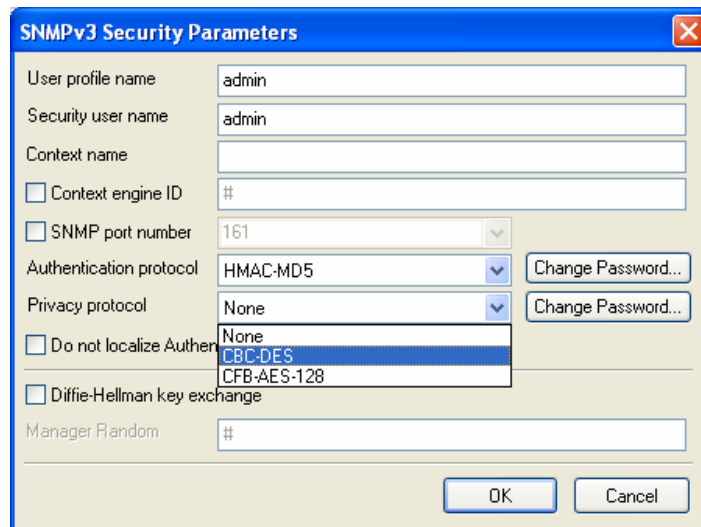 SNMPv3 Security Parameters
User profile name admin
Security user name admin
Context name
Context engine ID #
SNMP port number 161
Authentication protocol HMAC-MD5 Change Password...
Privacy protocol None Change Password...
None
Do not localize Authen
CBC-DES
CFB-AES-128
Diffie-Hellman key exchange
Manager Random #
OK Cancel